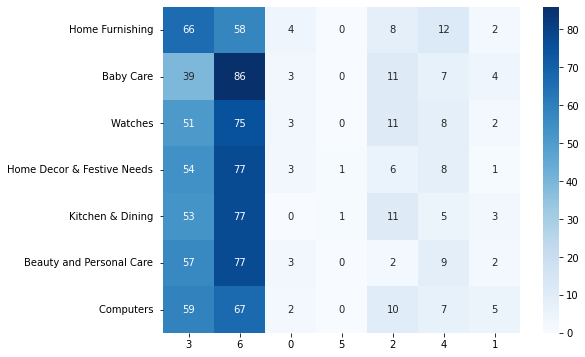 Home Furnishing 66 58 4 0 8 12 2
Baby Care 39 86 3 0 11 7 4
Watches 51 75 3 0 11 8 2
Home Decor & Festive Needs 54 77 3 1 6 8 1
Kitchen & Dining 53 77 0 1 11 5 3
Beauty and Personal Care 57 77 3 0 2 9 2
Computers 59 67 2 0 10 7 5
3 6 0 5 2 4 1
80
70
60
50
40
30
20
10
0